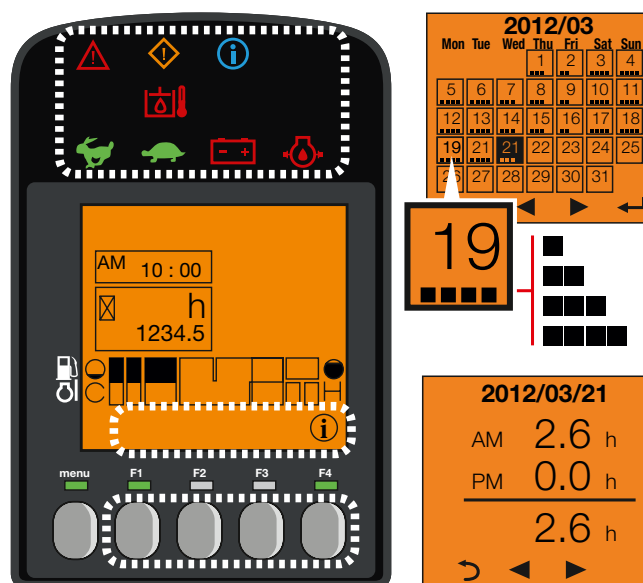 AM 10 : 00
h
1234.5
C H
i
menu F1 F2 F3 F4
2012/03
Mon Tue Wed Thu Fri Sat Sun
1 2 3 4
5 6 7 8 9 10 11
12 13 14 15 16 17 18
19 21 21 22 23 24 25
26 27 28 29 30 31
19
2012/03/21
AM 2.6 h
PM 0.0 h
2.6 h